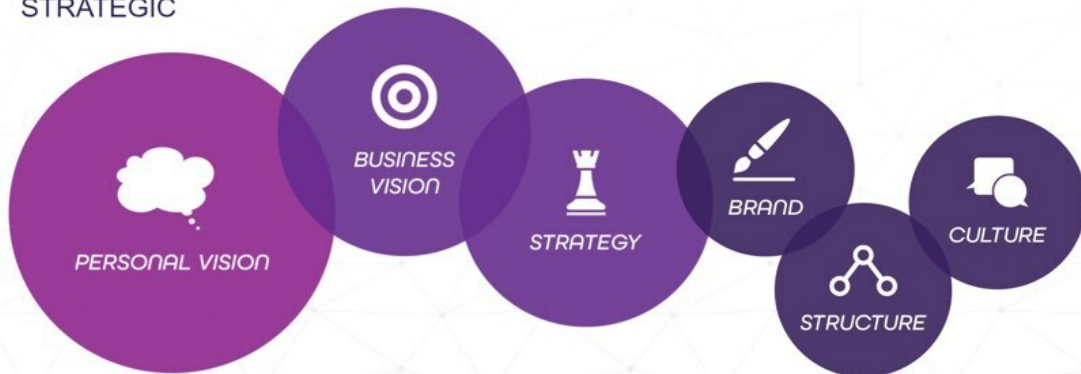 STRATEGIC
PERSONAL VISION
BUSINESS
VISION
STRATEGY
BRAND
STRUCTURE
CULTURE